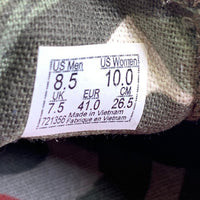 US Men US Women
8.5 10.0
UK EUR CM
7.5 41.0 26.5
721356 Made in Vietnam
Fabriqué en Vietnam